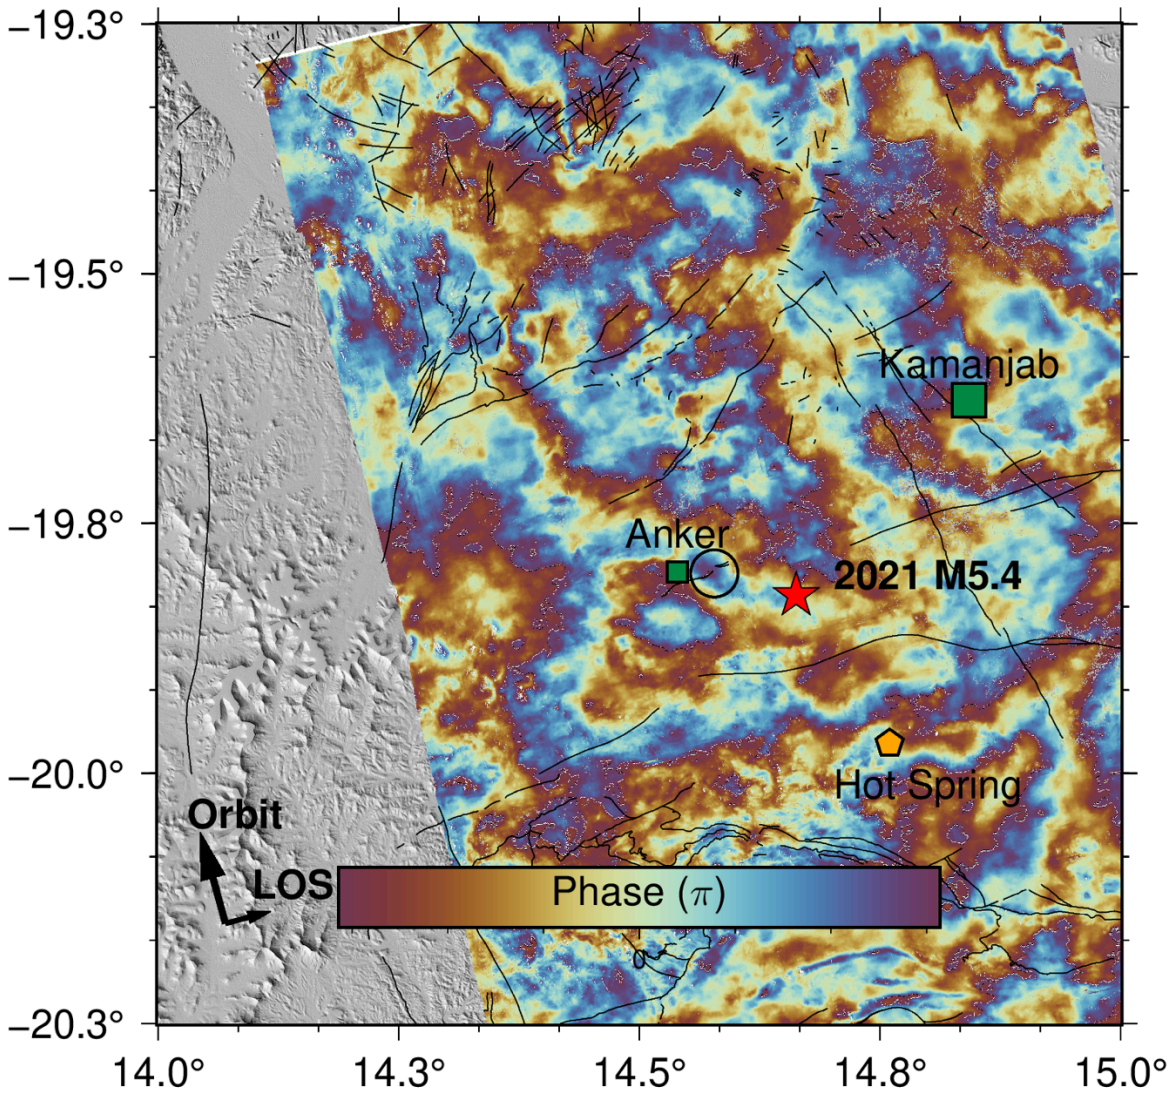 −19.3°
−19.5°
Kamanjab
−19.8°
Anker
2021 M5.4
−20.0°
Hot Spring
Orbit
LOS
Phase (π)
0
−20.3°
14.0° 14.3° 14.5° 14.8° 15.0°